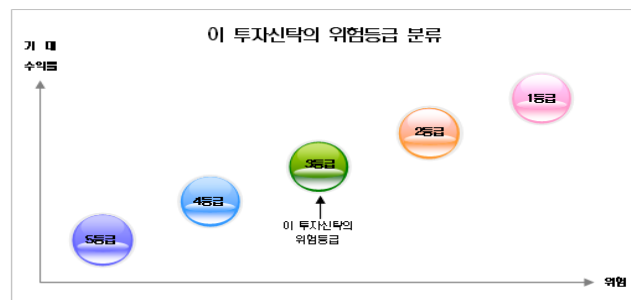 이 투자신탁의 위험등급 분류
기 대
수익률
1등급
2등급
3등급
4등급
5등급
이 투자신탁의
위험등급
위험